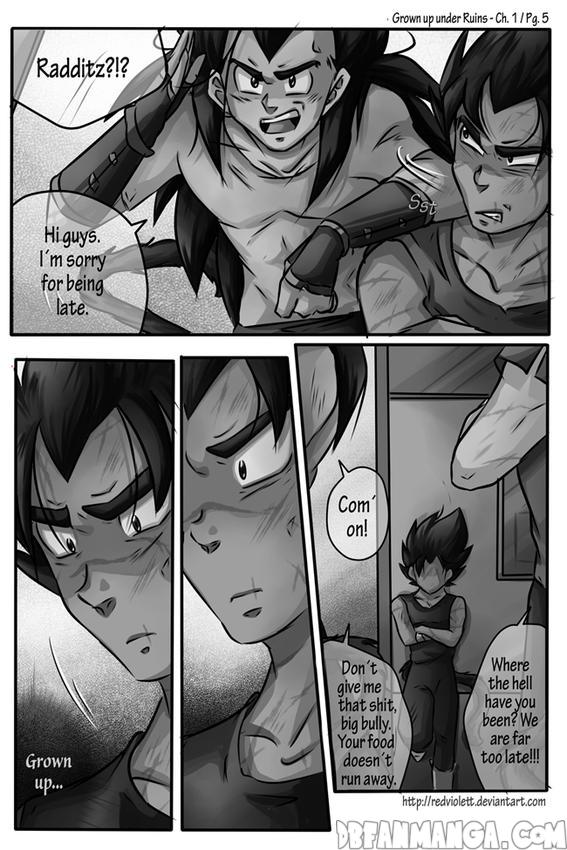 Grown up under Ruins - Ch. 1 / Pg. 5
Radditz?!?
Hi guys.
I´m sorry
for being
late.
Sst
Grown
up...
Com´
on!
Don´t
give me
that shit,
big bully.
Your food
doesn´t
run away.
Where
the hell
have you
been? We
are far
too late!!!
http://redviolett.deviantart.com
DBFANMANGA.COM